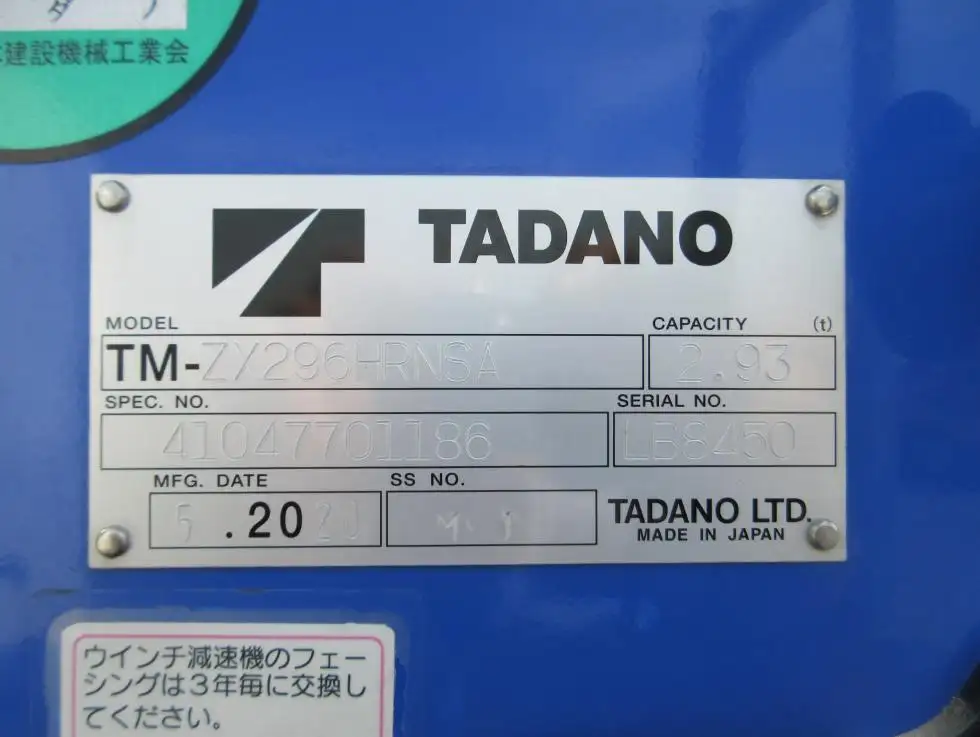 建設機械工業会
TADANO
MODEL
CAPACITY (t)
TM-ZY296HRNSA
2.93
SPEC. NO.
SERIAL NO.
41047701186
LB8450
MFG. DATE
SS NO.
5 .2020
TADANO LTD.
MADE IN JAPAN
ウインチ減速機のフェー
シングは3年毎に交換し
てください。